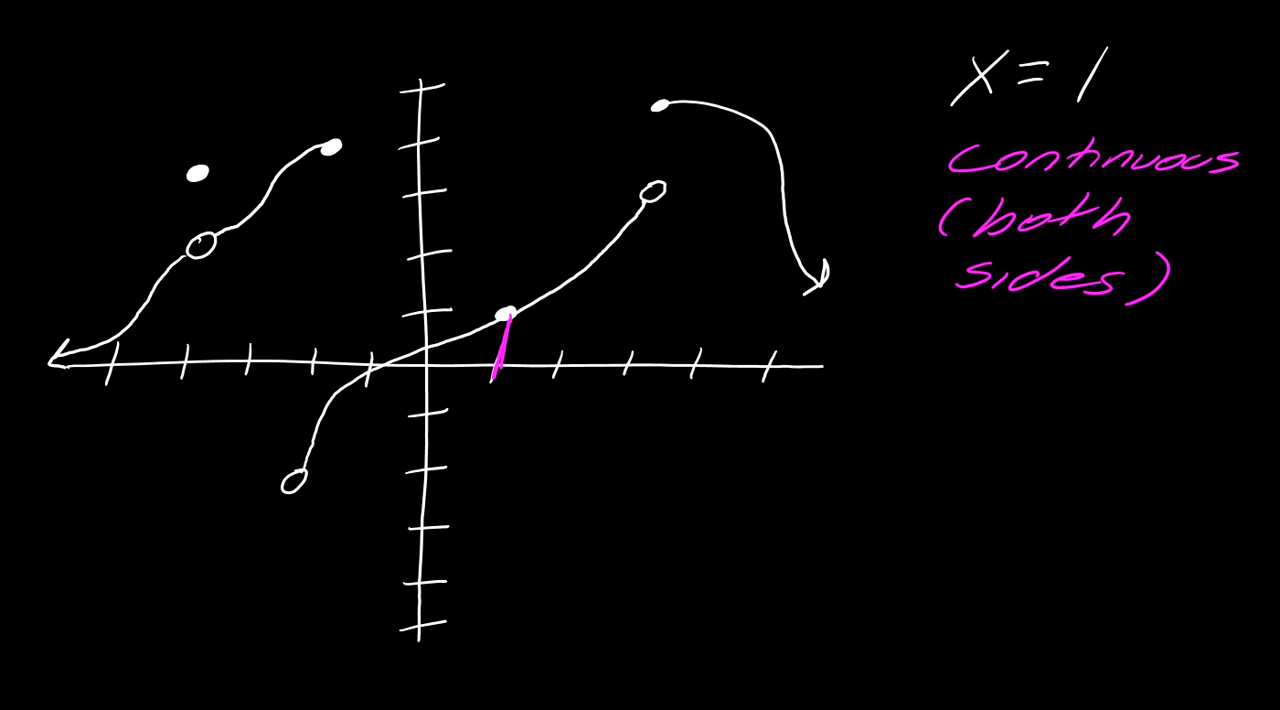 x = 1
continuous
(both
sides)